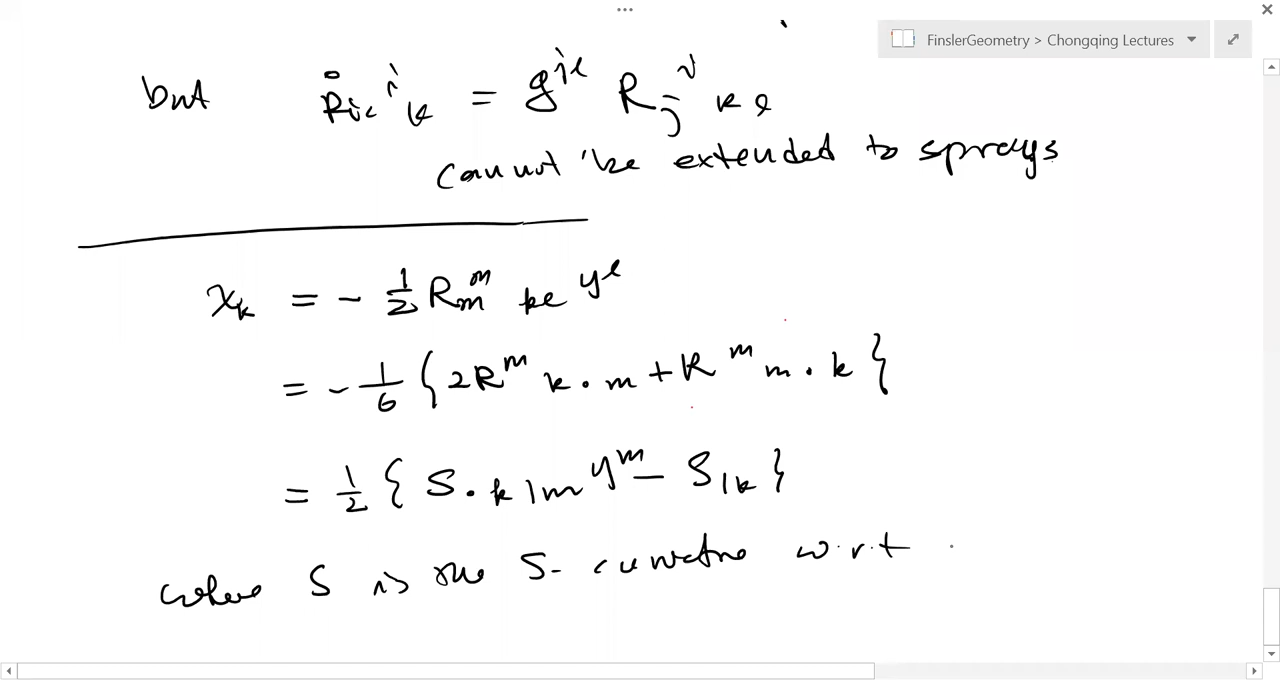 FinslerGeometry > Chongqing Lectures
but R̊ic^i_k = g^{jl} R_j^i_{kl}
cannot be extended to sprays
χ_k = - 1/2 R_m^m_{kl} y^l
= - 1/6 { 2R^m_{k·m} + R^m_{m·k} }
= 1/2 { S_{·k|m} y^m - S_{|k} }
where S is the S-curvature w.r.t